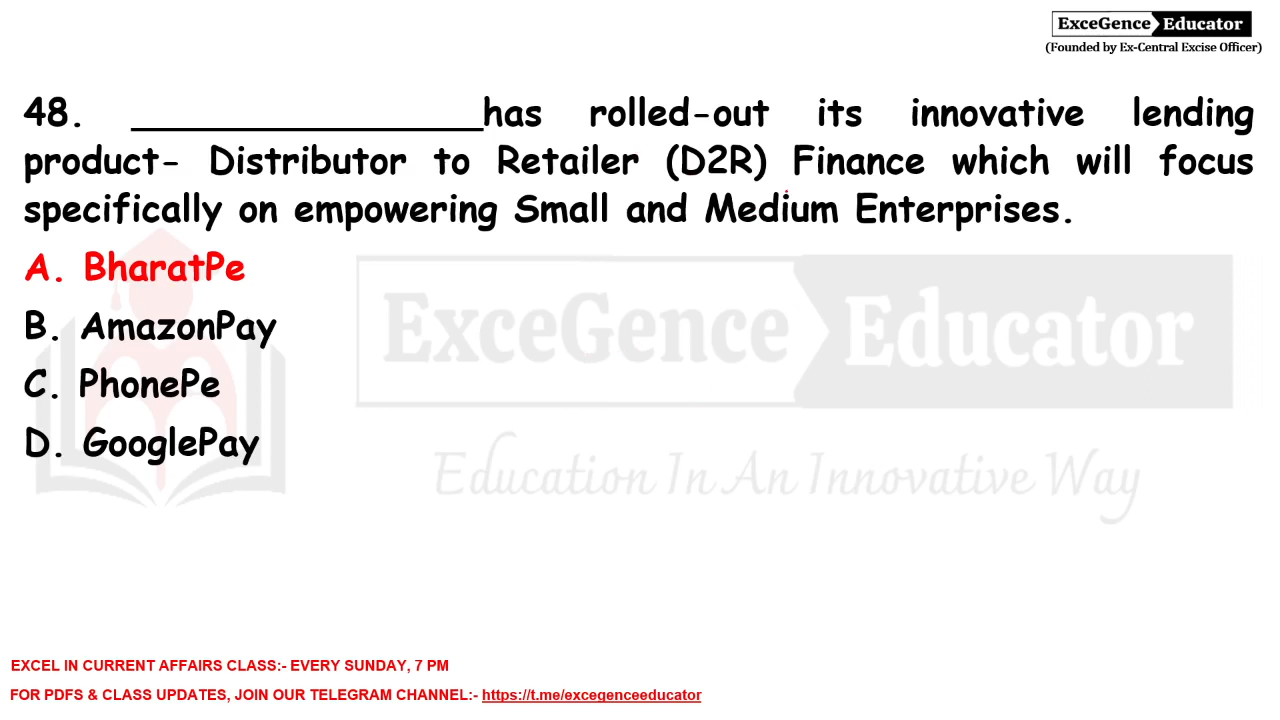 ExceGence Educator
(Founded by Ex-Central Excise Officer)
48. ________________has rolled-out its innovative lending
product- Distributor to Retailer (D2R) Finance which will focus
specifically on empowering Small and Medium Enterprises.
A. BharatPe
B. AmazonPay
C. PhonePe
D. GooglePay
ExceGence Educator
Education In An Innovative Way
EXCEL IN CURRENT AFFAIRS CLASS:- EVERY SUNDAY, 7 PM
FOR PDFS & CLASS UPDATES, JOIN OUR TELEGRAM CHANNEL:- https://t.me/excegenceeducator